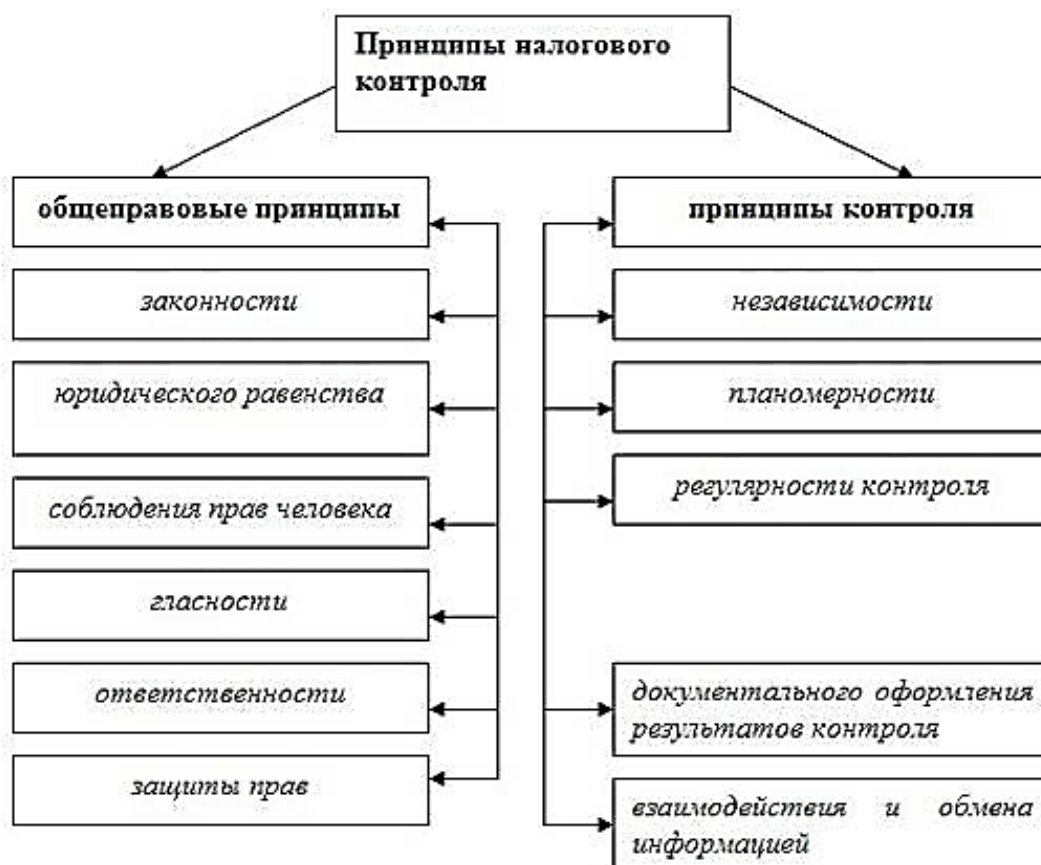 Принципы налогового
контроля
общеправовые принципы
законности
юридического равенства
соблюдения прав человека
гласности
ответственности
защиты прав
принципы контроля
независимости
планомерности
регулярности контроля
документального оформления
результатов контроля
взаимодействия и обмена
информацией